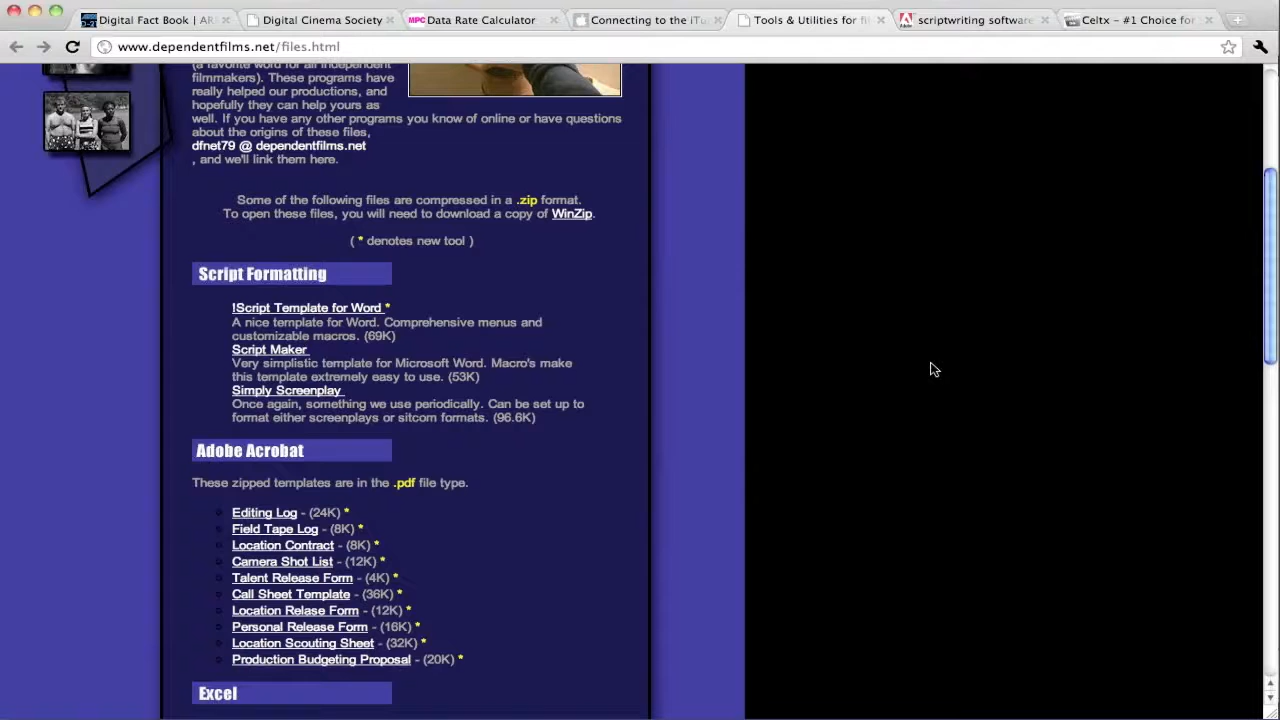 Digital Fact Book | AR
Digital Cinema Society
MPC Data Rate Calculator
Connecting to the iTu
Tools & Utilities for fil
scriptwriting software
Celtx - #1 Choice for
www.dependentfilms.net/files.html
(a favorite word for all independent
filmmakers). These programs have
really helped our productions, and
hopefully they can help yours as
well. If you have any other programs you know of online or have questions
about the origins of these files,
dfnet79 @ dependentfilms.net
, and we'll link them here.
Some of the following files are compressed in a .zip format.
To open these files, you will need to download a copy of WinZip.
( * denotes new tool )
Script Formatting
!Script Template for Word *
A nice template for Word. Comprehensive menus and
customizable macros. (69K)
Script Maker
Very simplistic template for Microsoft Word. Macro's make
this template extremely easy to use. (53K)
Simply Screenplay
Once again, something we use periodically. Can be set up to
format either screenplays or sitcom formats. (96.6K)
Adobe Acrobat
These zipped templates are in the .pdf file type.
Editing Log - (24K) *
Field Tape Log - (8K) *
Location Contract - (8K) *
Camera Shot List - (12K) *
Talent Release Form - (4K) *
Call Sheet Template - (36K) *
Location Relase Form - (12K) *
Personal Release Form - (16K) *
Location Scouting Sheet - (32K) *
Production Budgeting Proposal - (20K) *
Excel